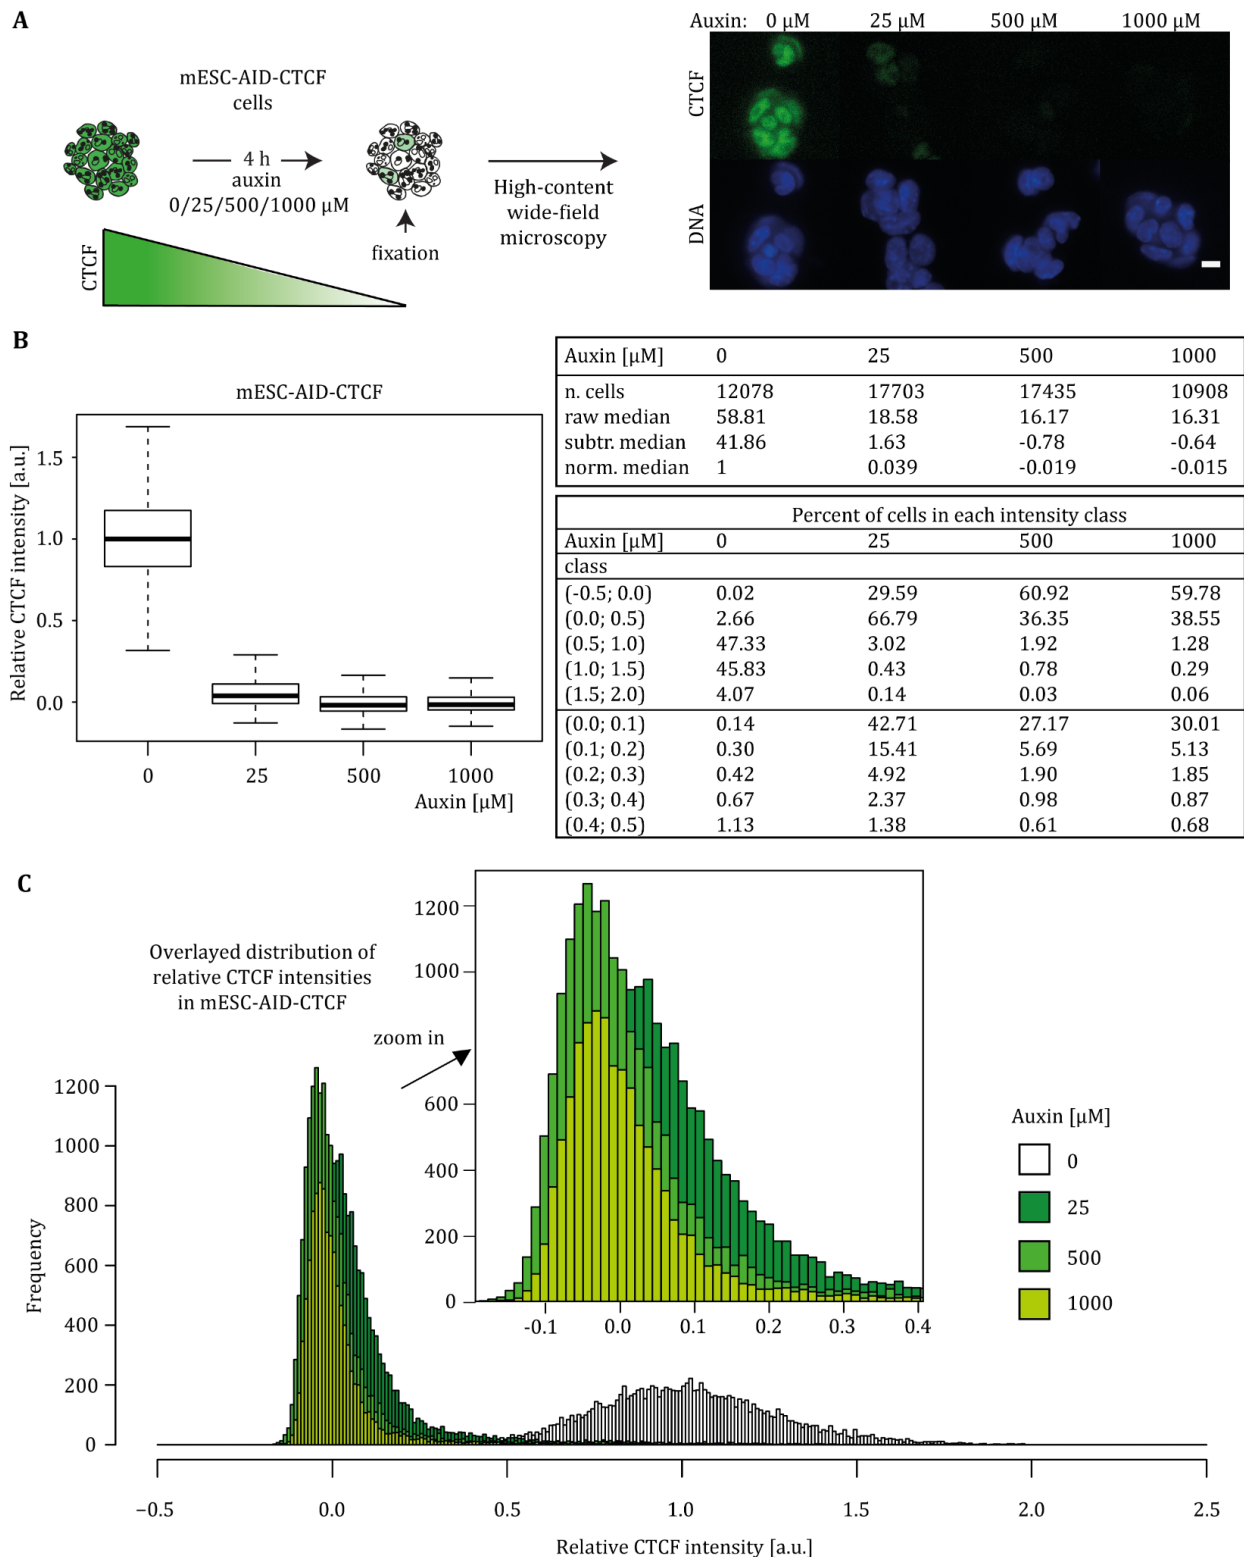 A
mESC-AID-CTCF
cells
4 h
auxin
0/25/500/1000 µM
CTCF
fixation
High-content
wide-field
microscopy
Auxin: 0 µM 25 µM 500 µM 1000 µM
CTCF
DNA
B
mESC-AID-CTCF
Relative CTCF intensity [a.u.]
1.5
1.0
0.5
0.0
0 25 500 1000
Auxin [µM]
Auxin [µM] 0 25 500 1000
n. cells 12078 17703 17435 10908
raw median 58.81 18.58 16.17 16.31
subtr. median 41.86 1.63 -0.78 -0.64
norm. median 1 0.039 -0.019 -0.015
Percent of cells in each intensity class
Auxin [µM] 0 25 500 1000
class
(-0.5; 0.0) 0.02 29.59 60.92 59.78
(0.0; 0.5) 2.66 66.79 36.35 38.55
(0.5; 1.0) 47.33 3.02 1.92 1.28
(1.0; 1.5) 45.83 0.43 0.78 0.29
(1.5; 2.0) 4.07 0.14 0.03 0.06
(0.0; 0.1) 0.14 42.71 27.17 30.01
(0.1; 0.2) 0.30 15.41 5.69 5.13
(0.2; 0.3) 0.42 4.92 1.90 1.85
(0.3; 0.4) 0.67 2.37 0.98 0.87
(0.4; 0.5) 1.13 1.38 0.61 0.68
C
Overlayed distribution of
relative CTCF intensities
in mESC-AID-CTCF
zoom in
1200
1000
600
400
200
0
-0.1 0.0 0.1 0.2 0.3 0.4
Frequency
1200
1000
800
600
400
200
0
−0.5 0.0 0.5 1.0 1.5 2.0 2.5
Relative CTCF intensity [a.u.]
Auxin [µM]
0
25
500
1000